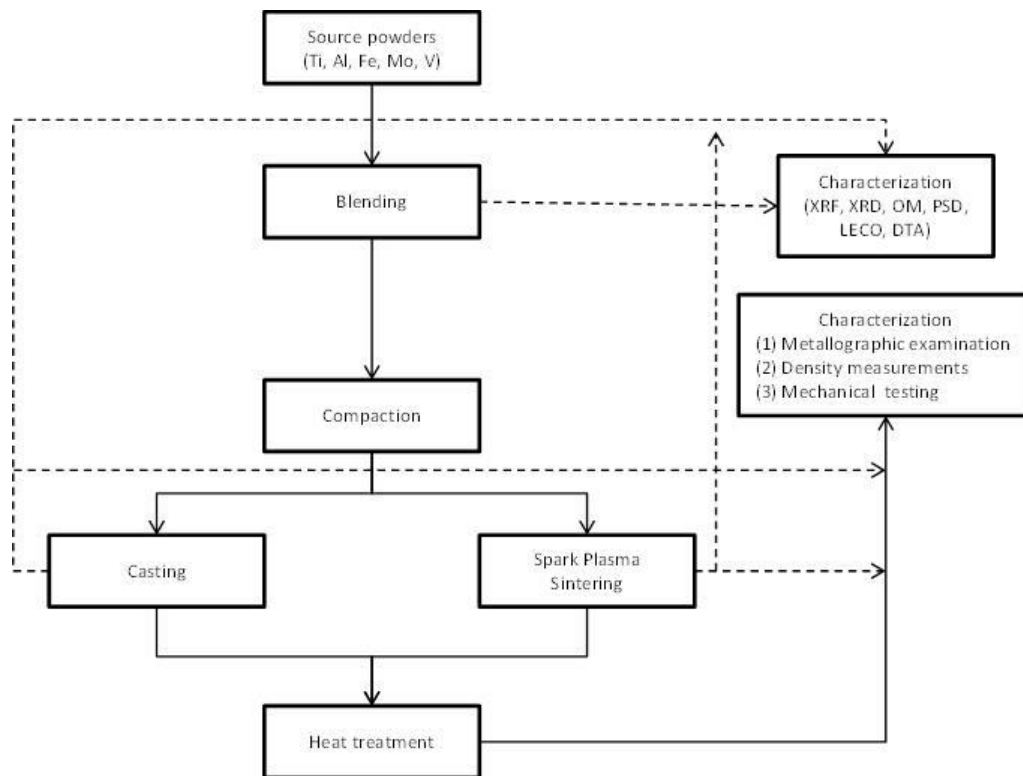 Source powders
(Ti, Al, Fe, Mo, V)
Blending
Characterization
(XRF, XRD, OM, PSD,
LECO, DTA)
Characterization
(1) Metallographic examination
(2) Density measurements
(3) Mechanical testing
Compaction
Casting
Spark Plasma
Sintering
Heat treatment